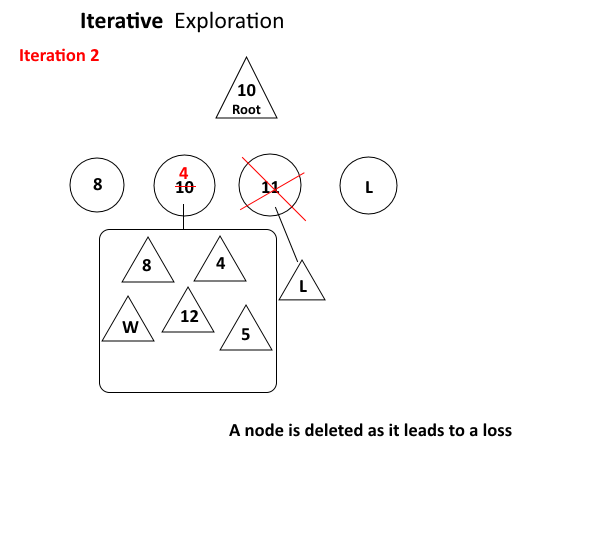 Iterative Exploration
Iteration 2
10
Root
4
8 10 11 L
8 4
L
W 12 5
A node is deleted as it leads to a loss